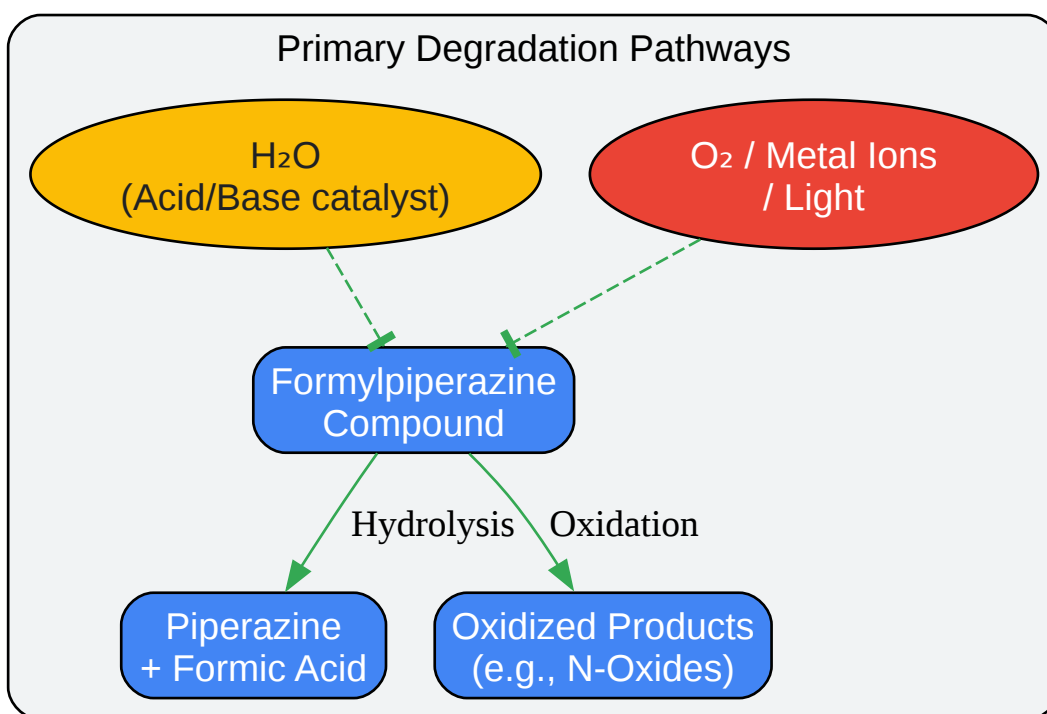 Primary Degradation Pathways
H₂O
(Acid/Base catalyst)
O₂ / Metal Ions
/ Light
Formylpiperazine
Compound
Hydrolysis
Oxidation
Piperazine
+ Formic Acid
Oxidized Products
(e.g., N-Oxides)